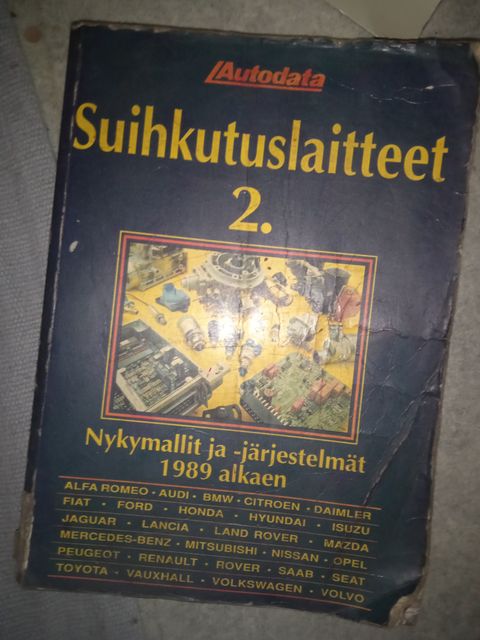 Autodata
Suihkutuslaitteet
2.
Nykymallit ja -järjestelmät
1989 alkaen
ALFA ROMEO • AUDI • BMW • CITROEN • DAIMLER
FIAT • FORD • HONDA • HYUNDAI • ISUZU
JAGUAR • LANCIA • LAND ROVER • MAZDA
MERCEDES-BENZ • MITSUBISHI • NISSAN • OPEL
PEUGEOT • RENAULT • ROVER • SAAB • SEAT
TOYOTA • VAUXHALL • VOLKSWAGEN • VOLVO